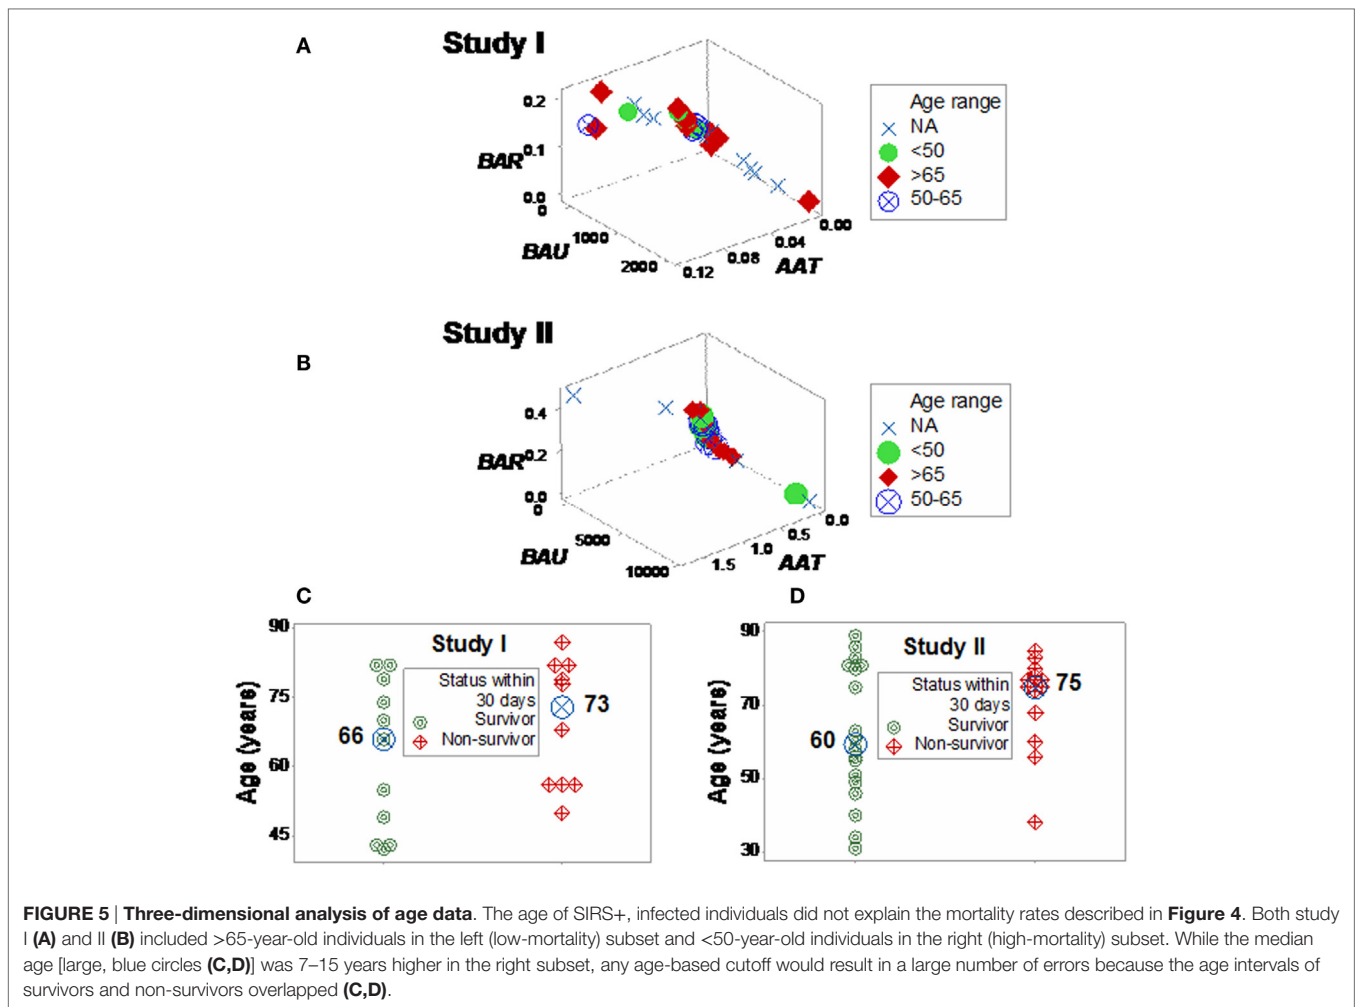 A
Study I
0.2
0.1
0.0
BAR
0
1000
2000
BAU
0.12
0.08
0.04
0.00
AAT
Age range
NA
<50
>65
50-65
B
Study II
0.4
0.2
0.0
BAR
0
5000
10000
BAU
1.5
1.0
0.5
0.0
AAT
Age range
NA
<50
>65
50-65
C
90
75
60
45
Age (years)
Study I
Status within
30 days
Survivor
Non-survivor
66
73
D
90
70
50
30
Age (years)
Study II
Status within
30 days
Survivor
Non-survivor
60
75
FIGURE 5 | Three-dimensional analysis of age data. The age of SIRS+, infected individuals did not explain the mortality rates described in Figure 4. Both study
I (A) and II (B) included >65-year-old individuals in the left (low-mortality) subset and <50-year-old individuals in the right (high-mortality) subset. While the median
age [large, blue circles (C,D)] was 7–15 years higher in the right subset, any age-based cutoff would result in a large number of errors because the age intervals of
survivors and non-survivors overlapped (C,D).